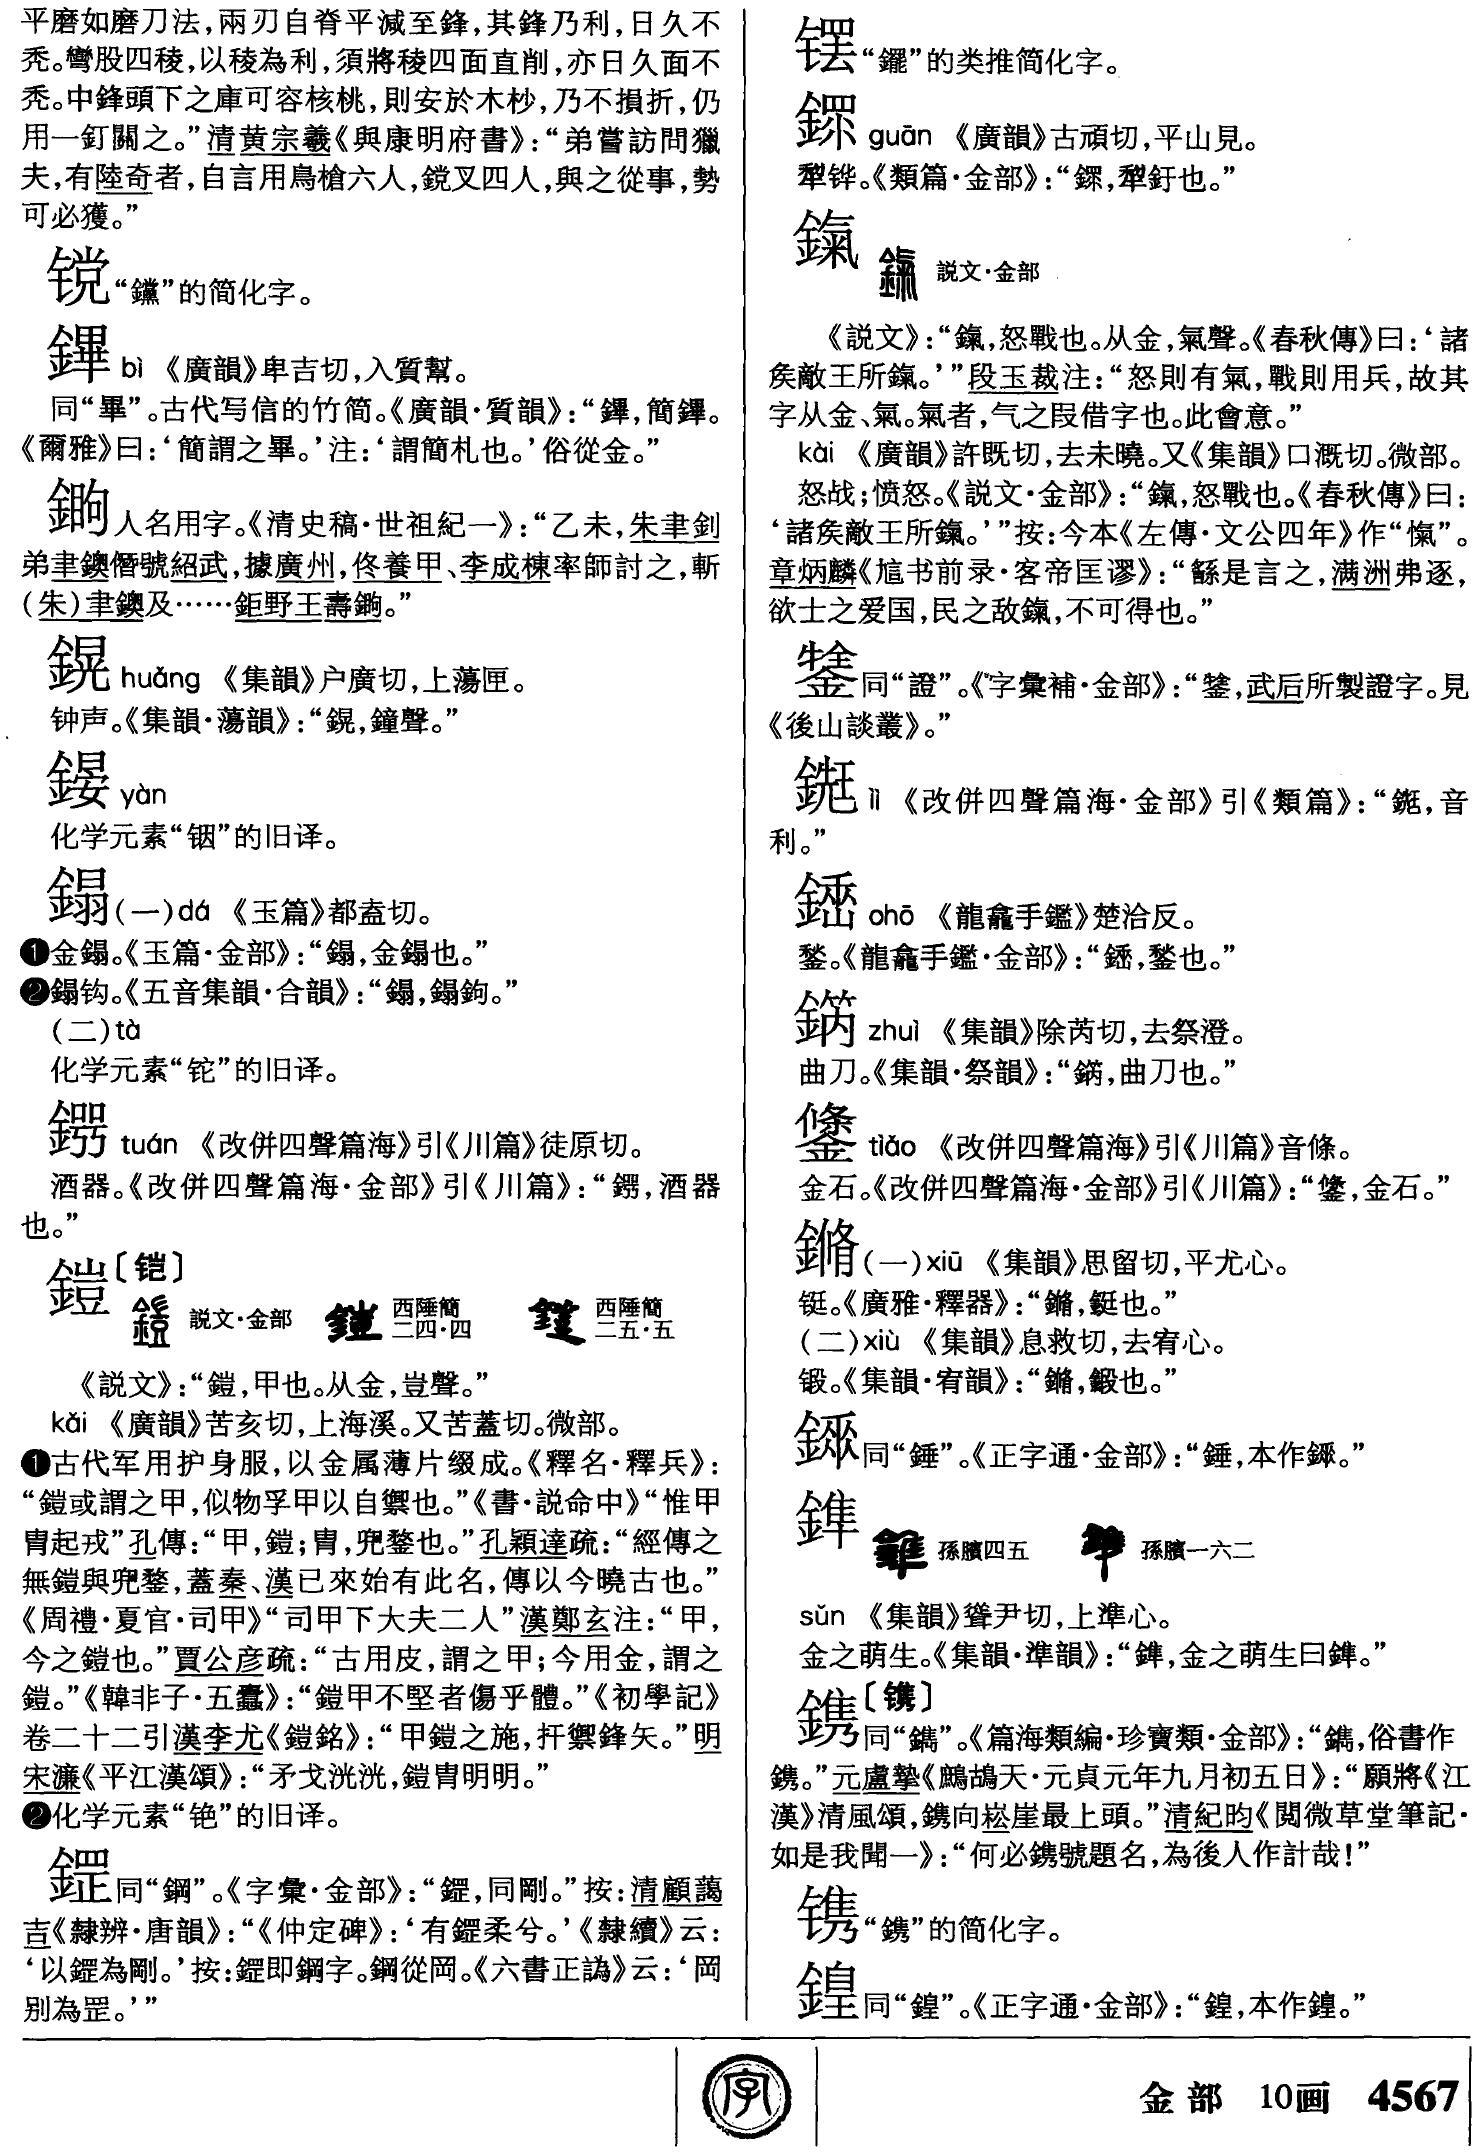 平磨如磨刀法,兩刃自脊平減至鋒,其鋒乃利,日久不
禿。彎股四稜,以稜為利,須將稜四面直削,亦日久面不
禿。中鋒頭下之庫可容核桃,則安於木杪,乃不損折,仍
用一釘關之。”清黄宗羲《與康明府書》:“弟嘗訪問獵
夫,有陸奇者,自言用鳥槍六人,鎲叉四人,與之從事,勢
可必獲。”
镋“钂”的简化字。
鏎 bì 《廣韻》卑吉切,入質幫。
同“畢”。古代写信的竹简。《廣韻·質韻》:“鏎,簡鏎。
《爾雅》曰:‘簡謂之畢。’注:‘謂簡札也。’俗從金。”
人名用字。《清史稿·世祖紀一》:“乙未,朱聿𨥓
弟聿鐭僭號紹武,據廣州,佟養甲、李成棟率師討之,斬
(朱)聿鐭及……鉅野王壽。”
鎤 huǎng 《集韻》户廣切,上蕩匣。
钟声。《集韻·蕩韻》:“鎤,鐘聲。”
yàn
化学元素“铟”的旧译。
鎉(一)dá 《玉篇》都盍切。
❶金鎉。《玉篇·金部》:“鎉,金鎉也。”
❷鎉钩。《五音集韻·合韻》:“鎉,鎉鉤。”
(二)tà
化学元素“铊”的旧译。
tuán 《改併四聲篇海》引《川篇》徒原切。
酒器。《改併四聲篇海·金部》引《川篇》:“,酒器
也。”
鎧〔铠〕
説文·金部 西陲簡二四·四 西陲簡二五·五
《説文》:“鎧,甲也。从金,豈聲。”
kǎi 《廣韻》苦亥切,上海溪。又苦蓋切。微部。
❶古代军用护身服,以金属薄片缀成。《釋名·釋兵》:
“鎧或謂之甲,似物孚甲以自禦也。”《書·説命中》“惟甲
冑起戎”孔傳:“甲,鎧;冑,兜鍪也。”孔穎達疏:“經傳之
無鎧與兜鍪,蓋秦、漢已來始有此名,傳以今曉古也。”
《周禮·夏官·司甲》“司甲下大夫二人”漢鄭玄注:“甲,
今之鎧也。”賈公彦疏:“古用皮,謂之甲;今用金,謂之
鎧。”《韓非子·五蠹》:“鎧甲不堅者傷乎體。”《初學記》
卷二十二引漢李尤《鎧銘》:“甲鎧之施,扞禦鋒矢。”明
宋濂《平江漢頌》:“矛戈洸洸,鎧冑明明。”
❷化学元素“铯”的旧译。
鎠同“鋼”。《字彙·金部》:“鎠,同剛。”按:清顧藹
吉《隸辨·唐韻》:“《仲定碑》:‘有鎠柔兮。’《隸續》云:
‘以鎠為剛。’按:鎠即鋼字。鋼從岡。《六書正譌》云:‘岡
别為罡。’”
“䥯”的类推简化字。
鏍 guān 《廣韻》古頑切,平山見。
犁铧。《類篇·金部》:“,犂釪也。”
鎎 説文·金部
《説文》:“鎎,怒戰也。从金,氣聲。《春秋傳》曰:‘諸
矦敵王所鎎。’”段玉裁注:“怒則有氣,戰則用兵,故其
字从金、氣。氣者,气之叚借字也。此會意。”
kài 《廣韻》許既切,去未曉。又《集韻》口溉切。微部。
怒战;愤怒。《説文·金部》:“鎎,怒戰也。《春秋傳》曰:
‘諸矦敵王所鎎。’”按:今本《左傳·文公四年》作“愾”。
章炳麟《訄书前录·客帝匡谬》:“繇是言之,满洲弗逐,
欲士之爱国,民之敌鎎,不可得也。”
同“證”。《字彙補·金部》:“,武后所製證字。見
《後山談叢》。”
lì 《改併四聲篇海·金部》引《類篇》:“,音
利。”
ohō 《龍龕手鑑》楚洽反。
鍫。《龍龕手鑑·金部》:“,鍫也。”
zhuì 《集韻》除芮切,去祭澄。
曲刀。《集韻·祭韻》:“,曲刀也。”
鎥 tiǎo 《改併四聲篇海》引《川篇》音條。
金石。《改併四聲篇海·金部》引《川篇》:“,金石。”
(一)xiū 《集韻》思留切,平尤心。
铤。《廣雅·釋器》:“,鋌也。”
(二)xiù 《集韻》息救切,去宥心。
锻。《集韻·宥韻》:“,鍛也。”
同“錘”。《正字通·金部》:“錘,本作。”
鎨 孫臏四五 孫臏一六二
sǔn 《集韻》聳尹切,上準心。
金之萌生。《集韻·準韻》:“,金之萌生曰。”
鎸〔镌〕
同“鐫”。《篇海類編·珍寶類·金部》:“鐫,俗書作
鎸。”元盧摯《鷓鴣天·元貞元年九月初五日》:“願將《江
漢》清風頌,鎸向崧崖最上頭。”清紀昀《閲微草堂筆記·
如是我聞一》:“何必鎸號題名,為後人作計哉!”
镌“鎸”的简化字。
同“鍠”。《正字通·金部》:“鍠,本作。”
字
金部 10画 4567